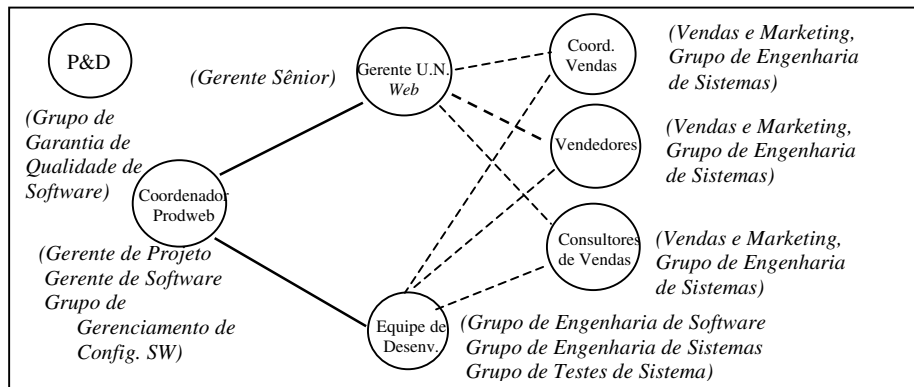 P&D
(Grupo de
Garantia de
Qualidade de
Software)
(Gerente Sênior)
Gerente U.N.
Web
Coord.
Vendas
(Vendas e Marketing,
Grupo de Engenharia
de Sistemas)
Vendedores
(Vendas e Marketing,
Grupo de Engenharia
de Sistemas)
Coordenador
Prodweb
(Gerente de Projeto
Gerente de Software
Grupo de
Gerenciamento de
Config. SW)
Consultores
de Vendas
(Vendas e Marketing,
Grupo de Engenharia
de Sistemas)
Equipe de
Desenv.
(Grupo de Engenharia de Software
Grupo de Engenharia de Sistemas
Grupo de Testes de Sistema)